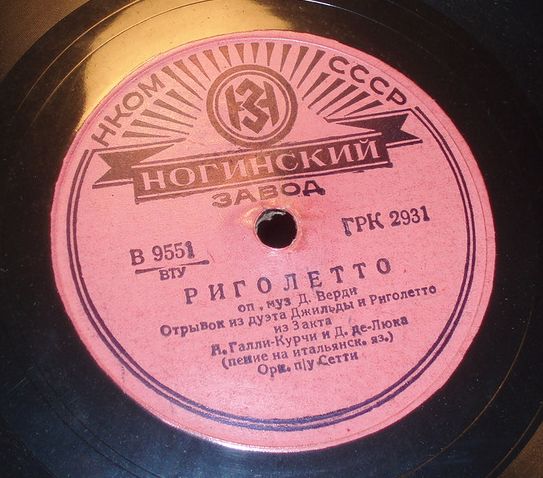 НКОМ СССР
НЗ
НОГИНСКИЙ
ЗАВОД
В 9551 ГРК 2931
ВТУ
РИГОЛЕТТО
оп. муз Д. Верди
Отрывок из дуэта Джильды и Риголетто
из 3 акта
А. Галли-Курчи и Д. де-Люка
(пение на итальянск. яз.)
Орк. п/у Сетти